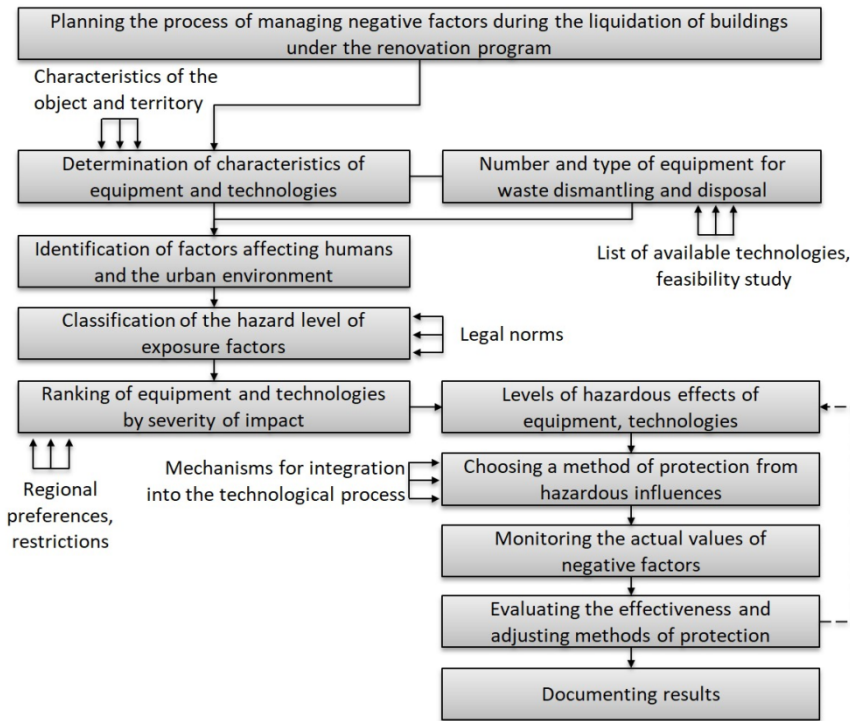 Planning the process of managing negative factors during the liquidation of buildings
under the renovation program
Characteristics of the
object and territory
Determination of characteristics of
equipment and technologies
Number and type of equipment for
waste dismantling and disposal
List of available technologies,
feasibility study
Identification of factors affecting humans
and the urban environment
Classification of the hazard level of
exposure factors
Legal norms
Ranking of equipment and technologies
by severity of impact
Levels of hazardous effects of
equipment, technologies
Regional
preferences,
restrictions
Mechanisms for integration
into the technological process
Choosing a method of protection from
hazardous influences
Monitoring the actual values of
negative factors
Evaluating the effectiveness and
adjusting methods of protection
Documenting results